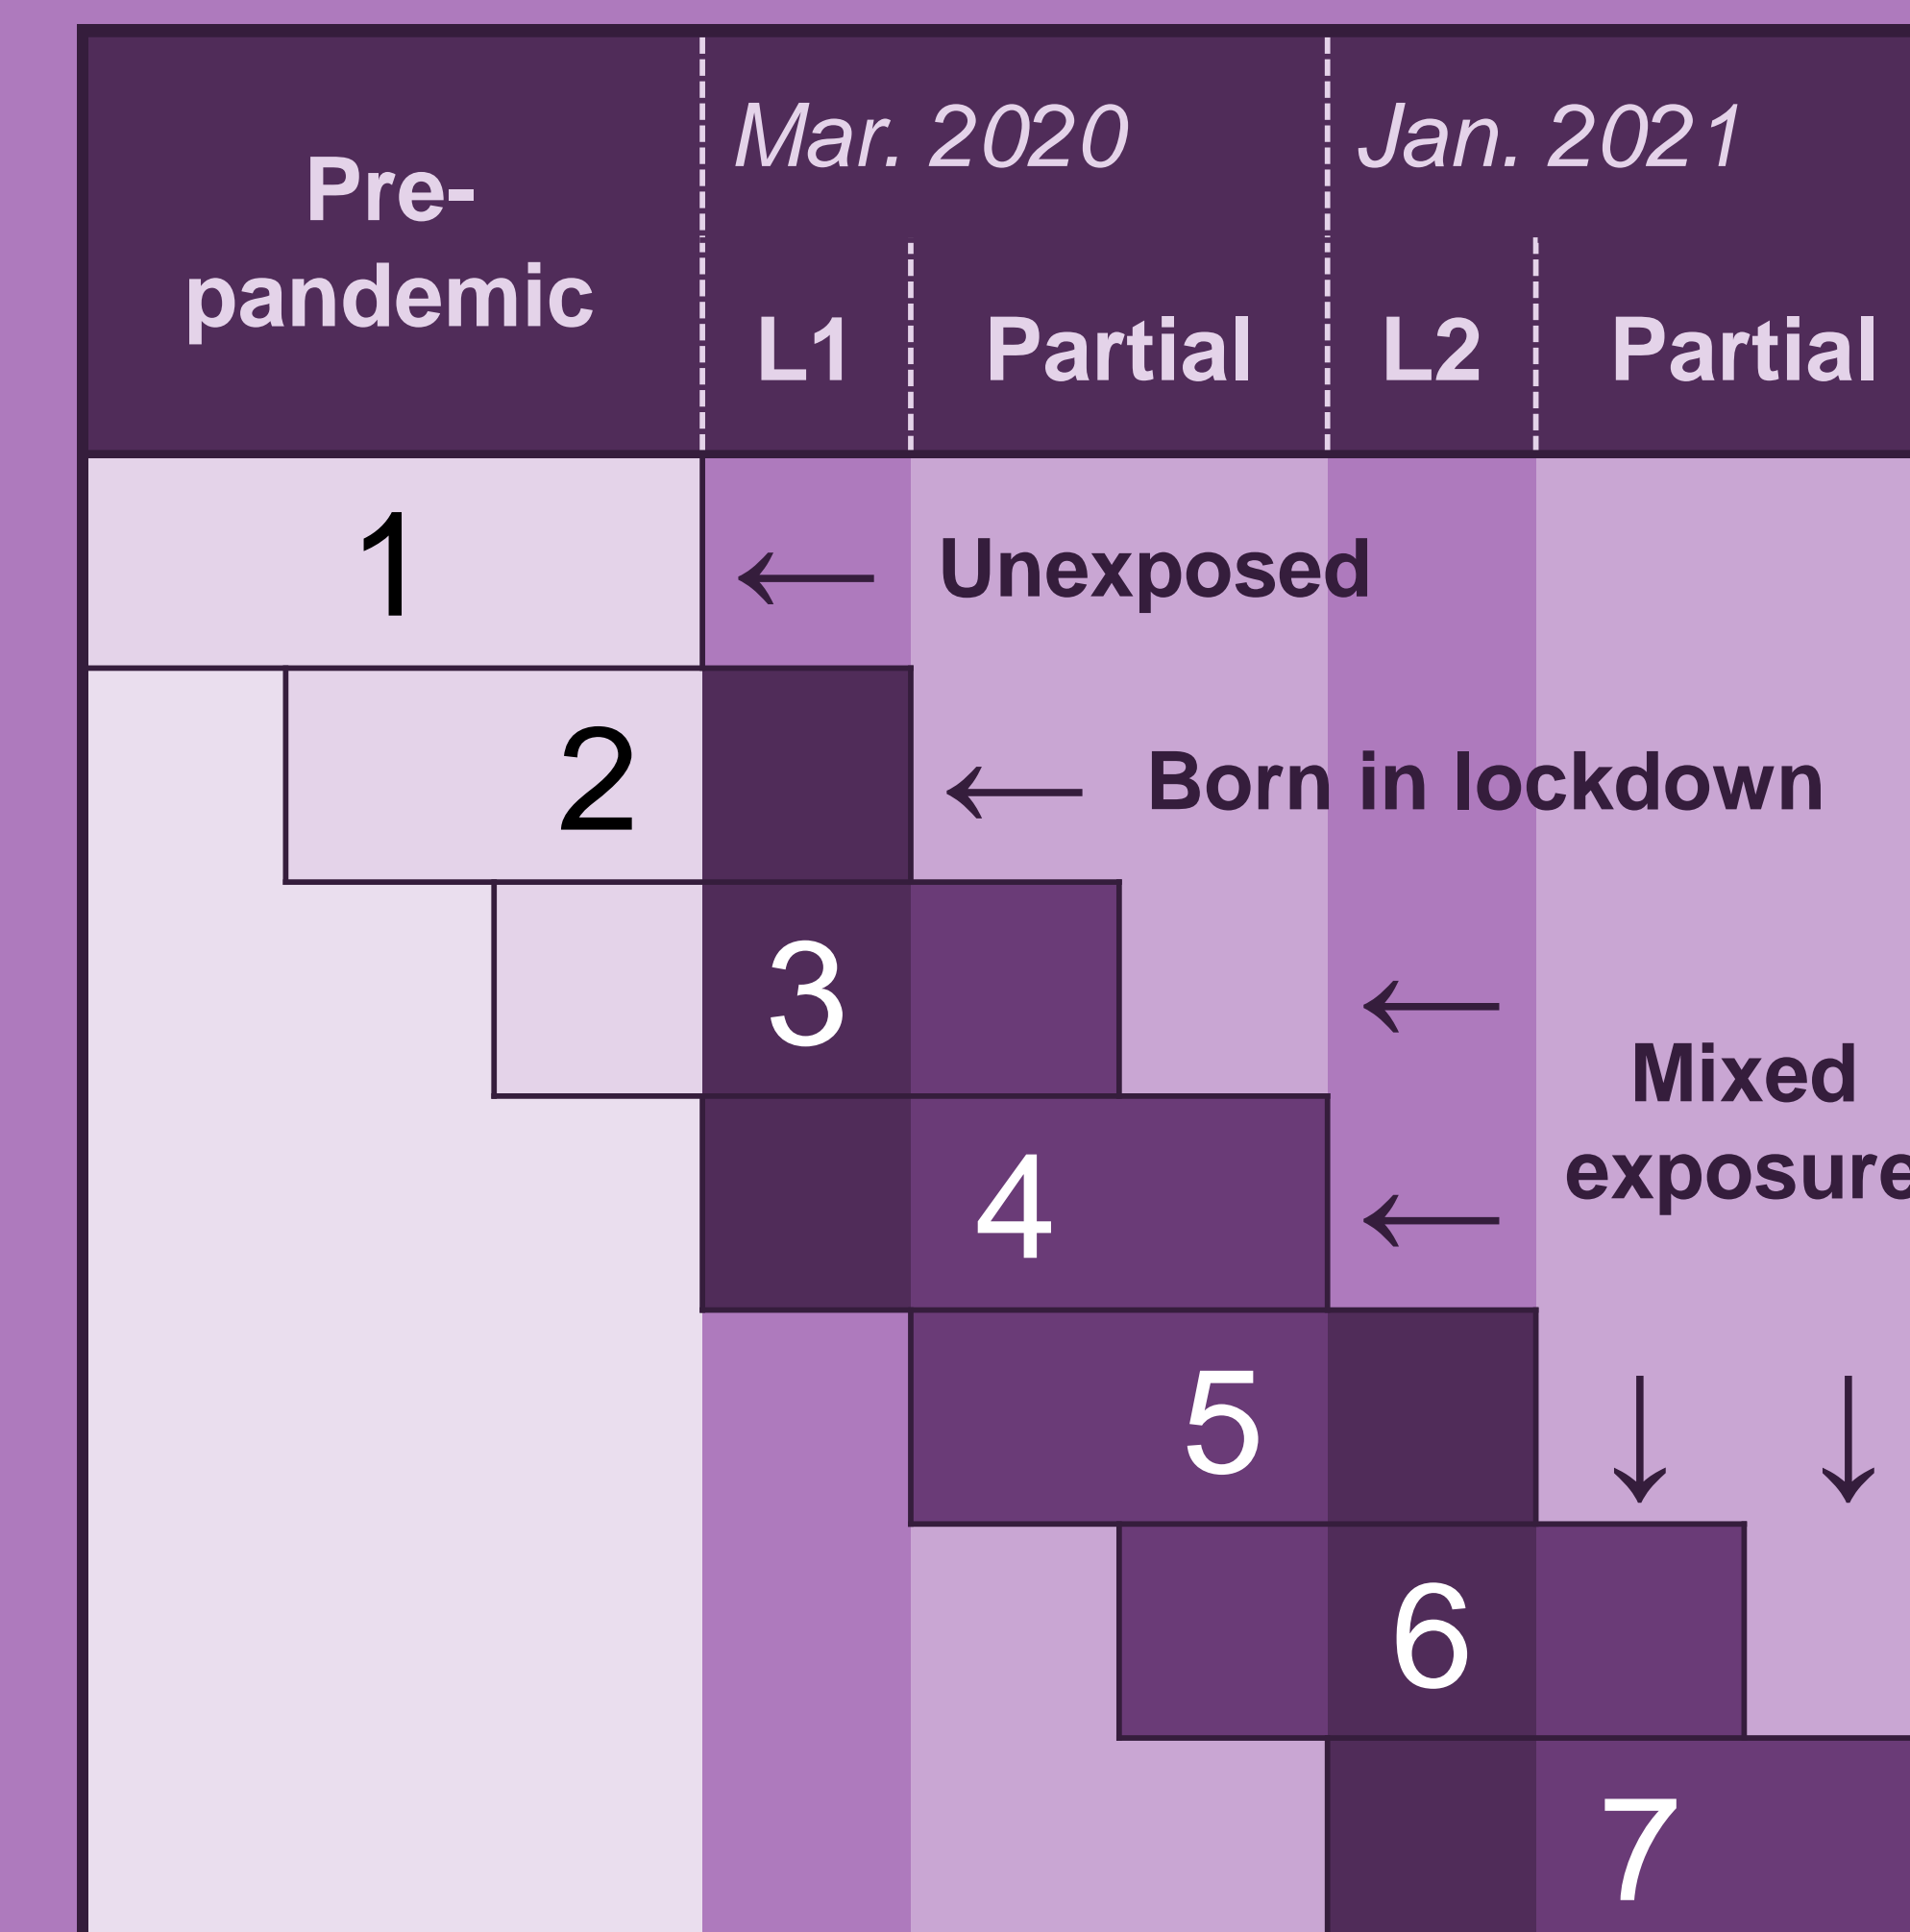 Pre-
pandemic
Mar. 2020
Jan. 2021
L1
Partial
L2
Partial
1
← Unexposed
2
← Born in lockdown
3
←
Mixed
exposure
4
←
5
↓ ↓
6
7